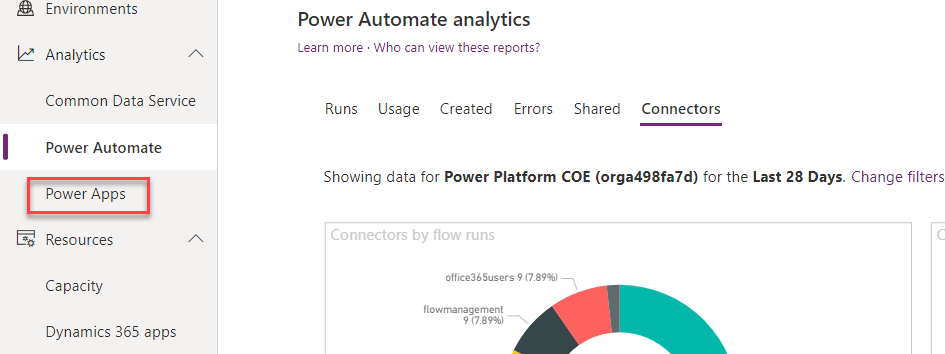 Environments
Analytics
Common Data Service
Power Automate
Power Apps
Resources
Capacity
Dynamics 365 apps
Power Automate analytics
Learn more · Who can view these reports?
Runs Usage Created Errors Shared Connectors
Showing data for Power Platform COE (orga498fa7d) for the Last 28 Days. Change filters
Connectors by flow runs
office365users 9 (7.89%)
flowmanagement
9 (7.89%)